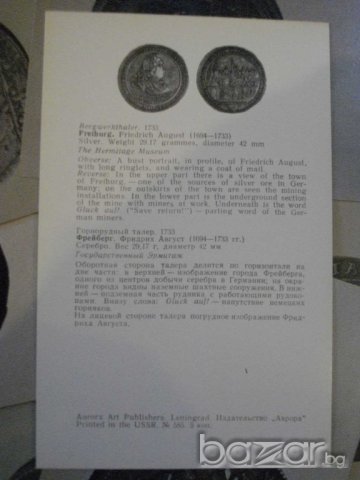 Bergwerkthaler. 1733
Freiburg. Friedrich August (1694—1733)
Silver. Weight 29.17 grammes, diameter 42 mm
The Hermitage Museum
Obverse: A bust portrait, in profile, of Friedrich August,
with long ringlets, and wearing a coat of mail.
Reverse: In the upper part there is a view of the town
of Freiburg — one of the sources of silver ore in Ger-
many; on the outskirts of the town are seen the mining
installations. In the lower part is the underground section
of the mine with miners at work. Underneath is the word
Glück auf! ("Save return!") — parting word of the Ger-
man miners.
Горнорудный талер. 1733
Фрейберг. Фридрих Август (1694—1733 гг.)
Серебро. Вес 29,17 г, диаметр 42 мм
Государственный Эрмитаж
Оборотная сторона талера делится по горизонтали на
две части: в верхней — изображение города Фрейберга,
одного из центров добычи серебра в Германии; на ок-
раине города видны наземные шахтные сооружения. В ниж-
ней — подземная часть рудника с работающими рудоко-
пами. Внизу слова: Glück auf! — напутствие немецких
горняков.
На лицевой стороне талера погрудное изображение Фрид-
риха Августа.
Aurora Art Publishers. Leningrad. Издательство „Аврора"
Printed in the USSR. № 585. 5 коп.
bazar.bg